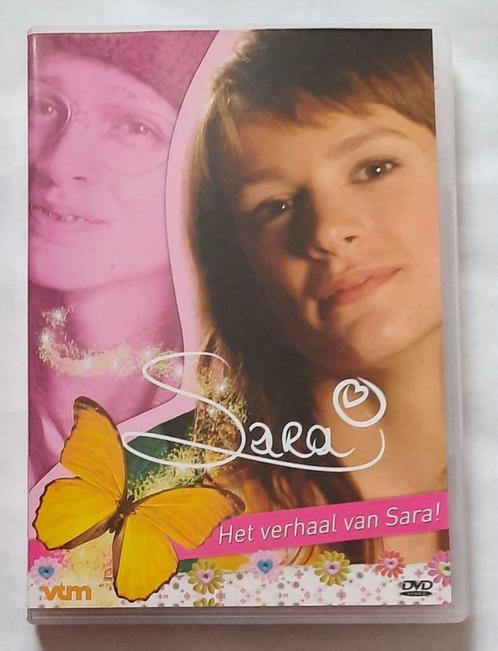 Sara
Het verhaal van Sara!
vtm
DVD
VIDEO